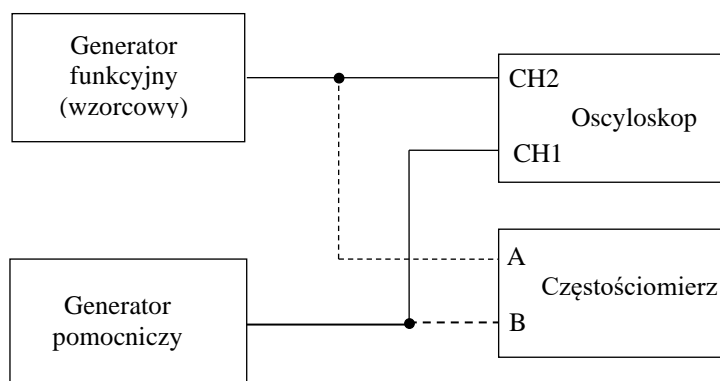 Generator
funkcyjny
(wzorcowy)
CH2
Oscyloskop
CH1
A
Częstościomierz
B
Generator
pomocniczy